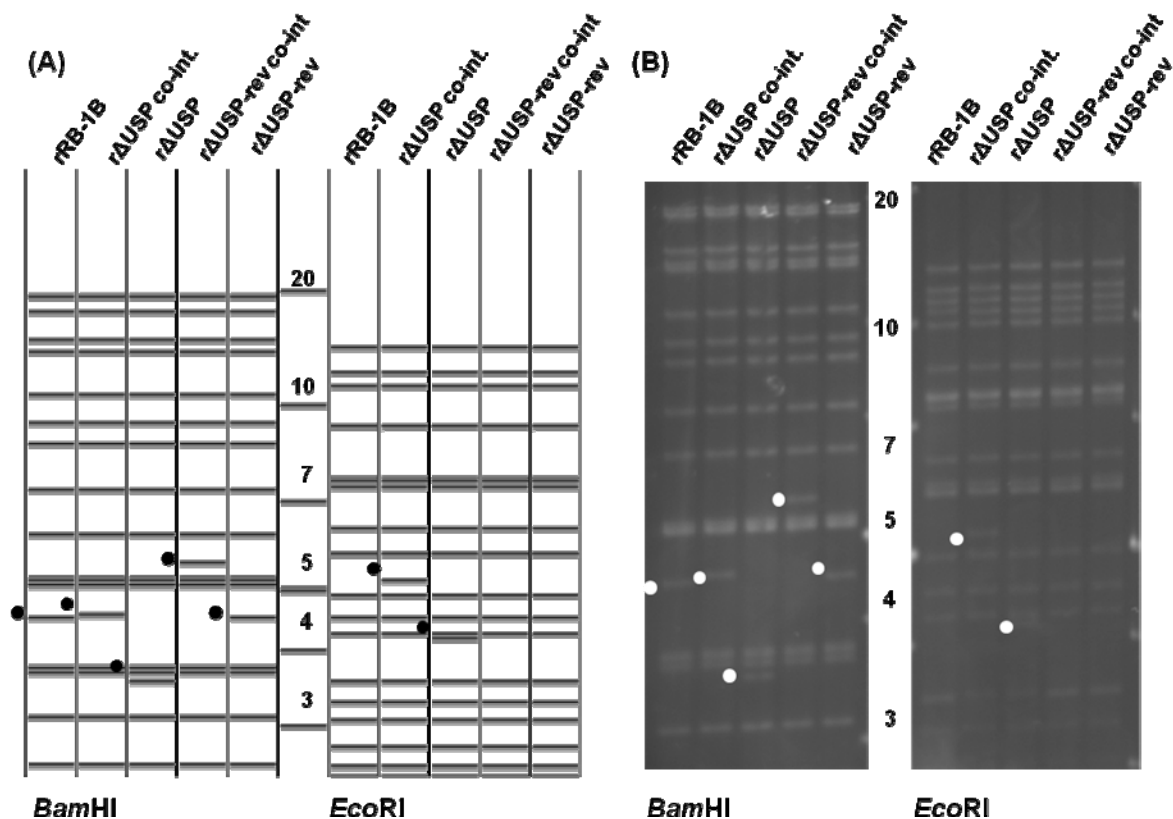 (A)
rRB-1B
rΔUSP co-int.
rΔUSP
rΔUSP-rev co-int
rΔUSP-rev
rRB-1B
rΔUSP co-int.
rΔUSP
rΔUSP-rev co-int
rΔUSP-rev
20
10
7
5
4
3
BamHI
EcoRI
(B)
rRB-1B
rΔUSP co-int.
rΔUSP
rΔUSP-rev co-int
rΔUSP-rev
rRB-1B
rΔUSP co-int.
rΔUSP
rΔUSP-rev co-int
rΔUSP-rev
20
10
7
5
4
3
BamHI
EcoRI